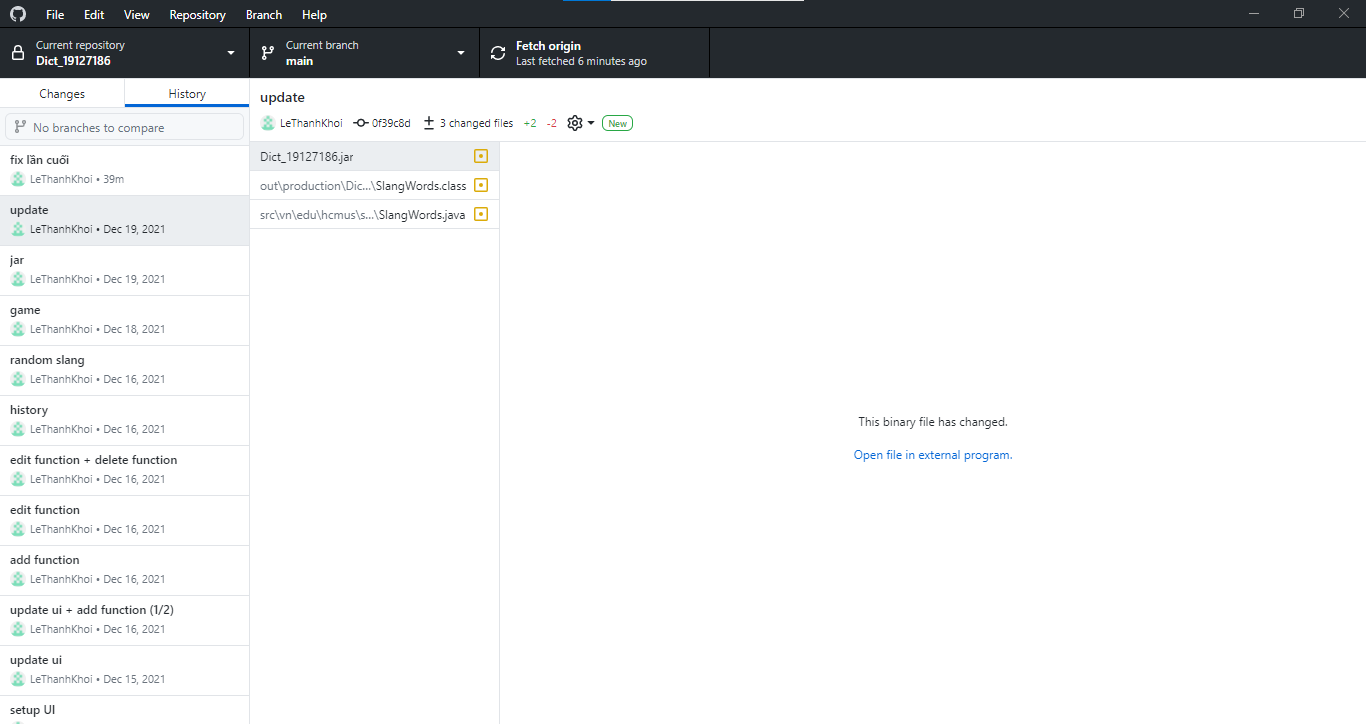 File Edit View Repository Branch Help
Current repository
Dict_19127186
Current branch
main
Fetch origin
Last fetched 6 minutes ago
Changes History
No branches to compare
fix lần cuối
LeThanhKhoi • 39m
update
LeThanhKhoi • Dec 19, 2021
jar
LeThanhKhoi • Dec 19, 2021
game
LeThanhKhoi • Dec 18, 2021
random slang
LeThanhKhoi • Dec 16, 2021
history
LeThanhKhoi • Dec 16, 2021
edit function + delete function
LeThanhKhoi • Dec 16, 2021
edit function
LeThanhKhoi • Dec 16, 2021
add function
LeThanhKhoi • Dec 16, 2021
update ui + add function (1/2)
LeThanhKhoi • Dec 16, 2021
update ui
LeThanhKhoi • Dec 15, 2021
setup UI
update
LeThanhKhoi 0f39c8d 3 changed files +2 -2 New
Dict_19127186.jar
out\production\Dic...\SlangWords.class
src\vn\edu\hcmus\s...\SlangWords.java
This binary file has changed.
Open file in external program.